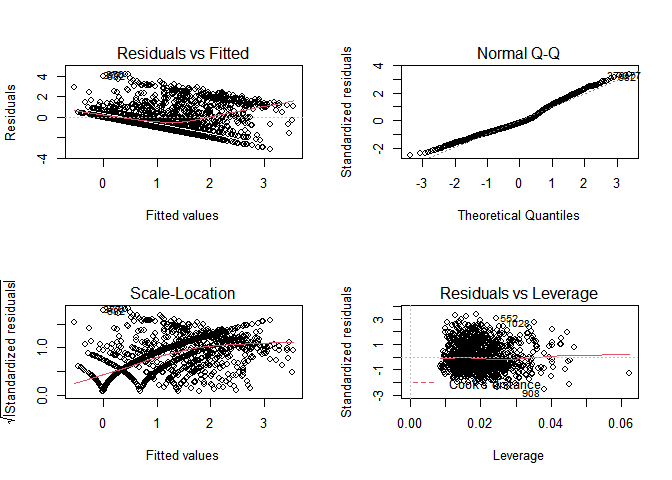 Residuals vs Fitted
Residuals
4
2
0
-4
0
1
2
3
Fitted values
Normal Q-Q
Standardized residuals
4
2
0
-2
-3
-2
-1
0
1
2
3
Theoretical Quantiles
Scale-Location
√|Standardized residuals|
1.0
0.0
0
1
2
3
Fitted values
Residuals vs Leverage
Standardized residuals
3
1
-1
-3
552
1028
908
Cook's distance
0.00
0.02
0.04
0.06
Leverage